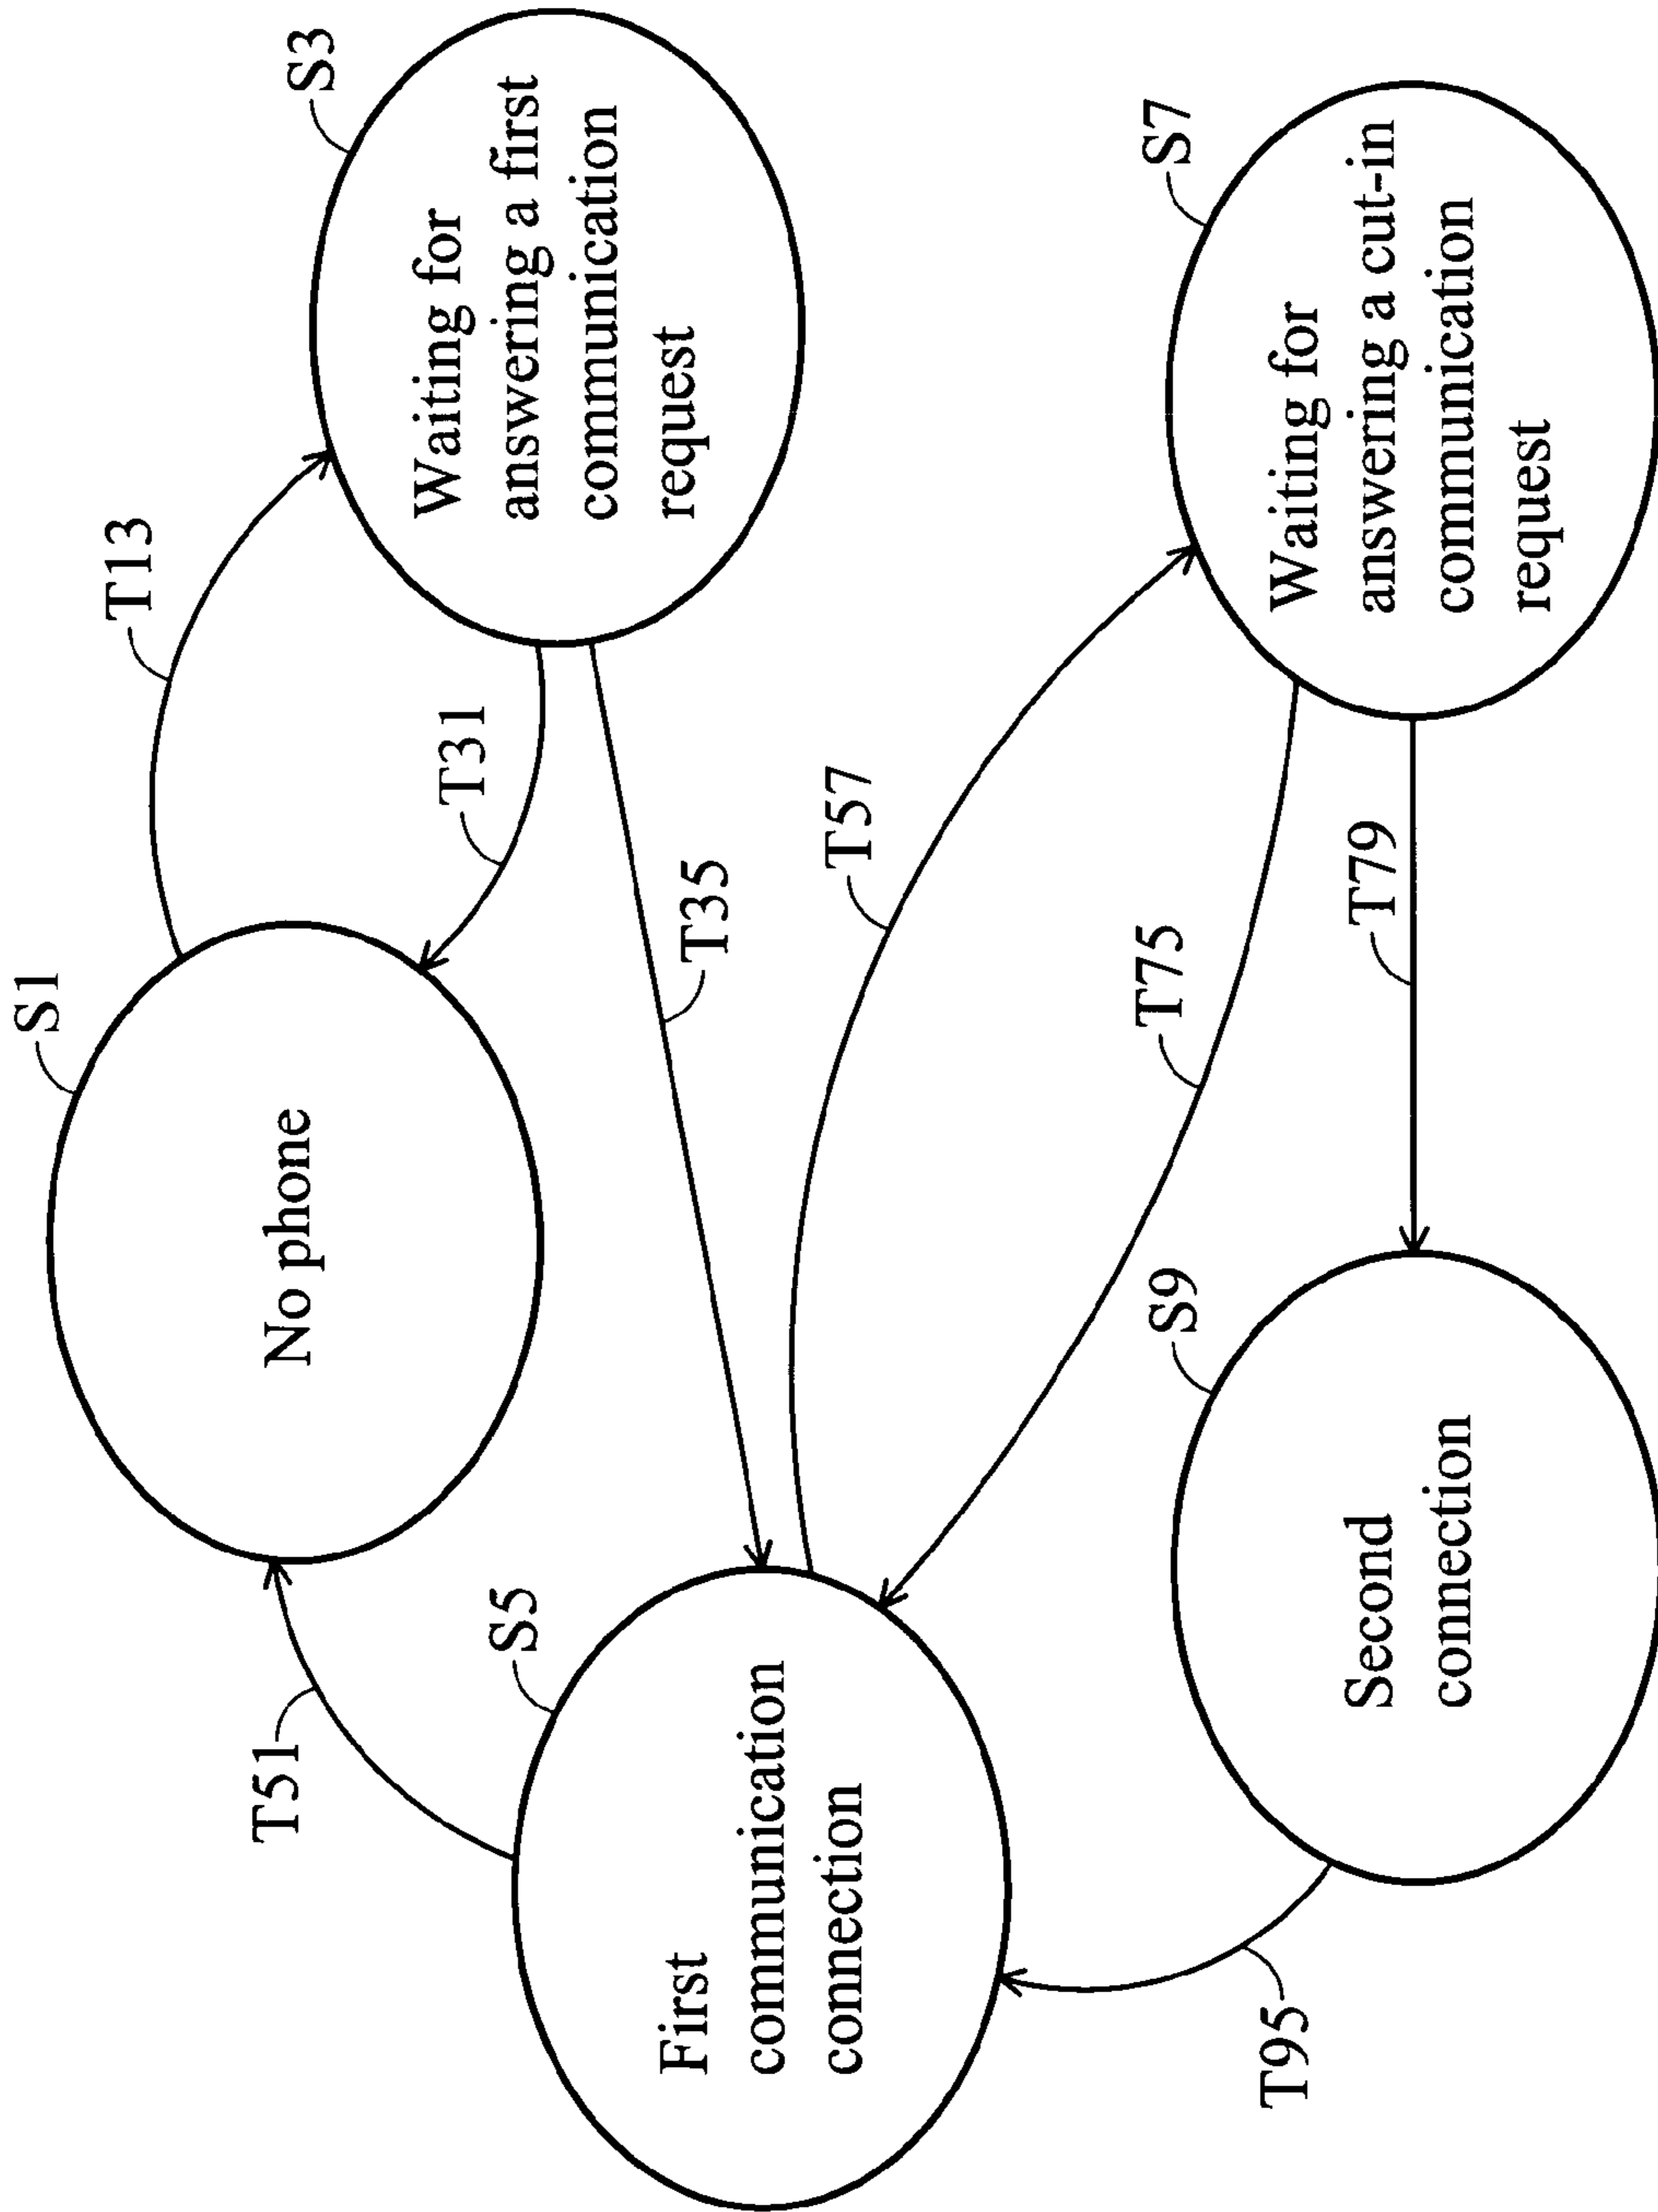 S1
No phone
T13
S3
Waiting for
answering a first
communication
request
T31
T51
S5
First
communication
connection
T35
T57
T75
S7
Waiting for
answering a cut-in
communication
request
T79
S9
Second
connection
T95